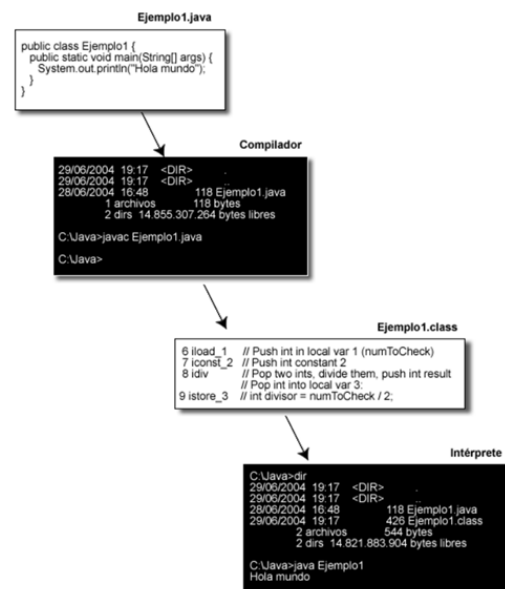 Ejemplo1.java
public class Ejemplo1 {
public static void main(String[] args) {
System.out.println("Hola mundo");
}
}
Compilador
29/06/2004 19:17 <DIR> .
29/06/2004 19:17 <DIR> ..
28/06/2004 16:48 118 Ejemplo1.java
1 archivos 118 bytes
2 dirs 14.855.307.264 bytes libres
C:\Java>javac Ejemplo1.java
C:\Java>
Ejemplo1.class
6 iload_1 // Push int in local var 1 (numToCheck)
7 iconst_2 // Push int constant 2
8 idiv // Pop two ints, divide them, push int result
// Pop int into local var 3:
9 istore_3 // int divisor = numToCheck / 2;
Intérprete
C:\Java>dir
29/06/2004 19:17 <DIR> .
29/06/2004 19:17 <DIR> ..
28/06/2004 16:48 118 Ejemplo1.java
29/06/2004 19:17 426 Ejemplo1.class
2 archivos 544 bytes
2 dirs 14.821.883.904 bytes libres
C:\Java>java Ejemplo1
Hola mundo